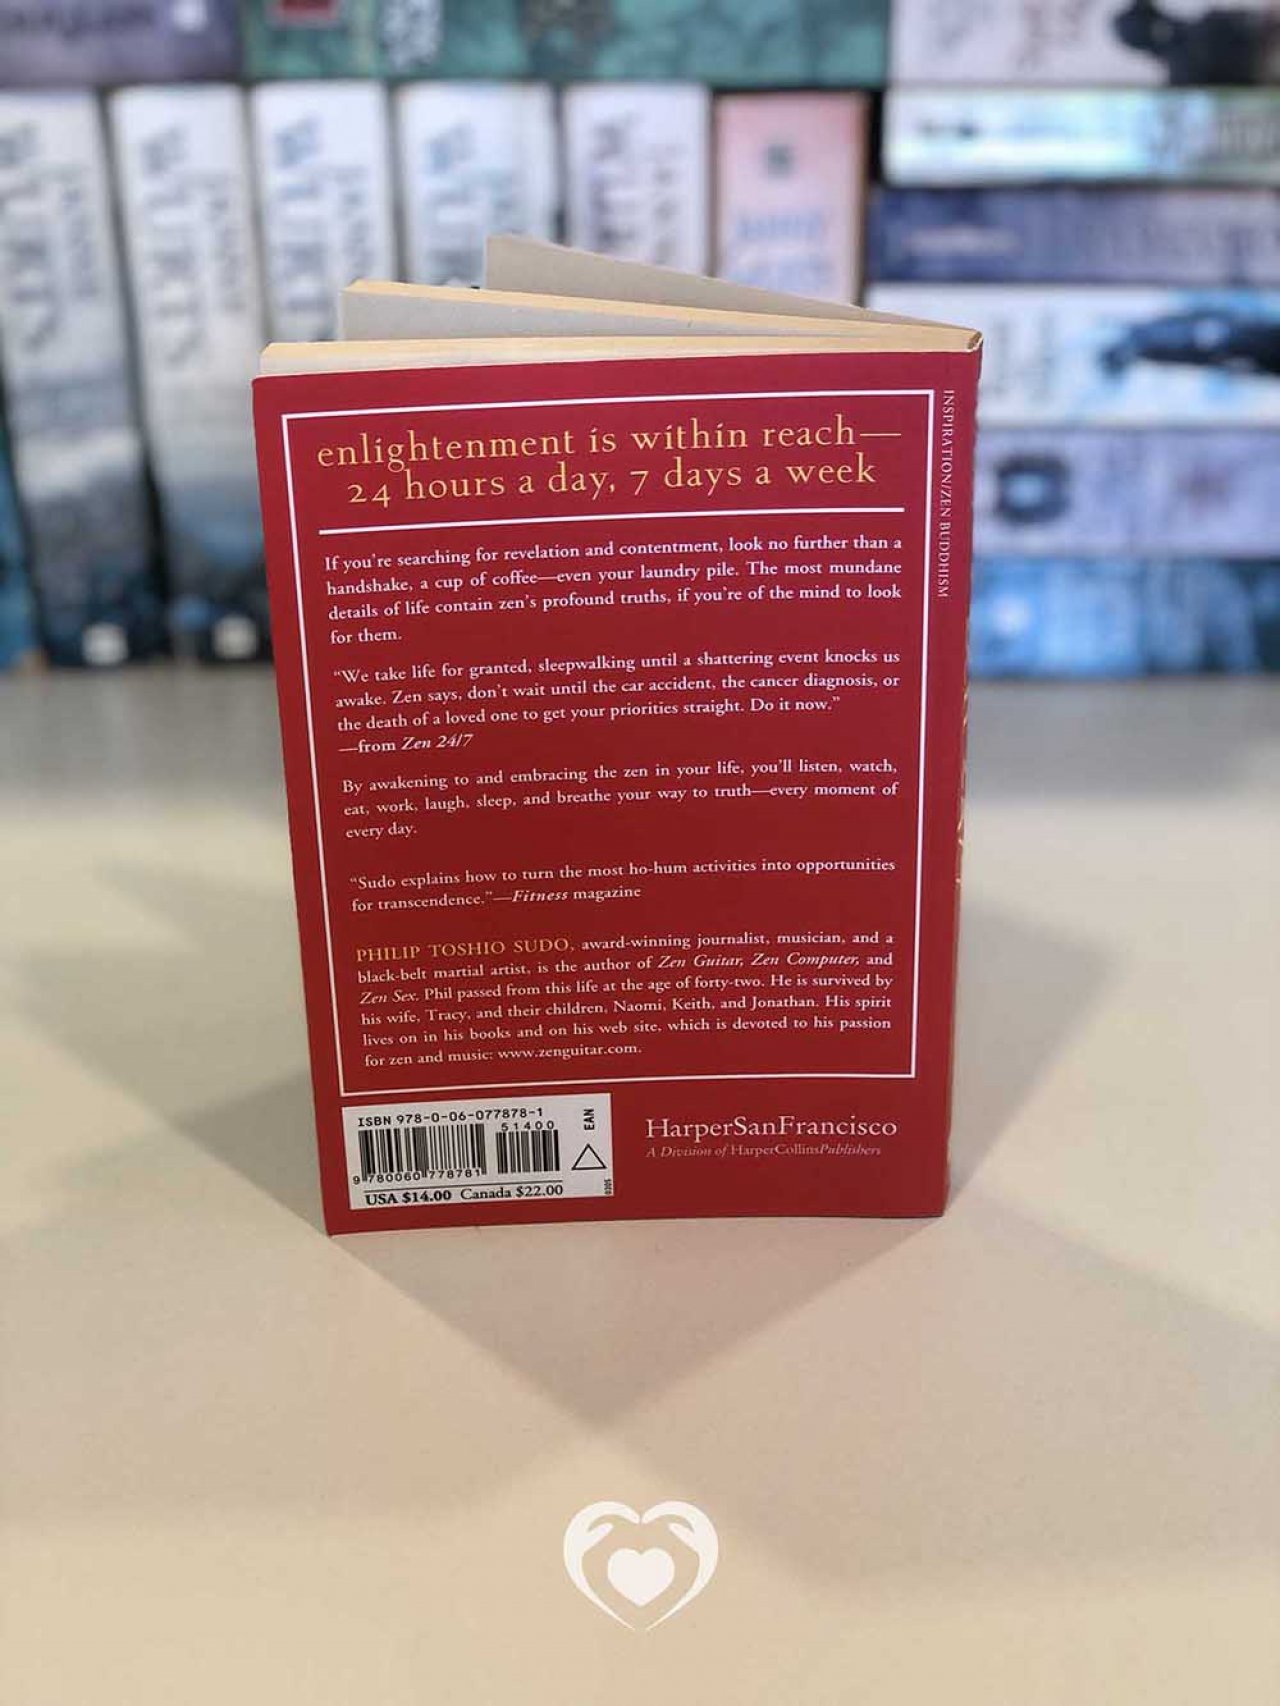 enlightenment is within reach—
24 hours a day, 7 days a week
If you're searching for revelation and contentment, look no further than a
handshake, a cup of coffee—even your laundry pile. The most mundane
details of life contain zen's profound truths, if you're of the mind to look
for them.
“We take life for granted, sleepwalking until a shattering event knocks us
awake. Zen says, don't wait until the car accident, the cancer diagnosis, or
the death of a loved one to get your priorities straight. Do it now.”
—from Zen 24/7
By awakening to and embracing the zen in your life, you'll listen, watch,
eat, work, laugh, sleep, and breathe your way to truth—every moment of
every day.
“Sudo explains how to turn the most ho-hum activities into opportunities
for transcendence.”—Fitness magazine
PHILIP TOSHIO SUDO, award-winning journalist, musician, and a
black-belt martial artist, is the author of Zen Guitar, Zen Computer, and
Zen Sex. Phil passed from this life at the age of forty-two. He is survived by
his wife, Tracy, and their children, Naomi, Keith, and Jonathan. His spirit
lives on in his books and on his web site, which is devoted to his passion
for zen and music: www.zenguitar.com.
INSPIRATION/ZEN BUDDHISM
ISBN 978-0-06-077878-1
51400
EAN
9 780060 778781
0305
USA $14.00 Canada $22.00
HarperSanFrancisco
A Division of HarperCollinsPublishers